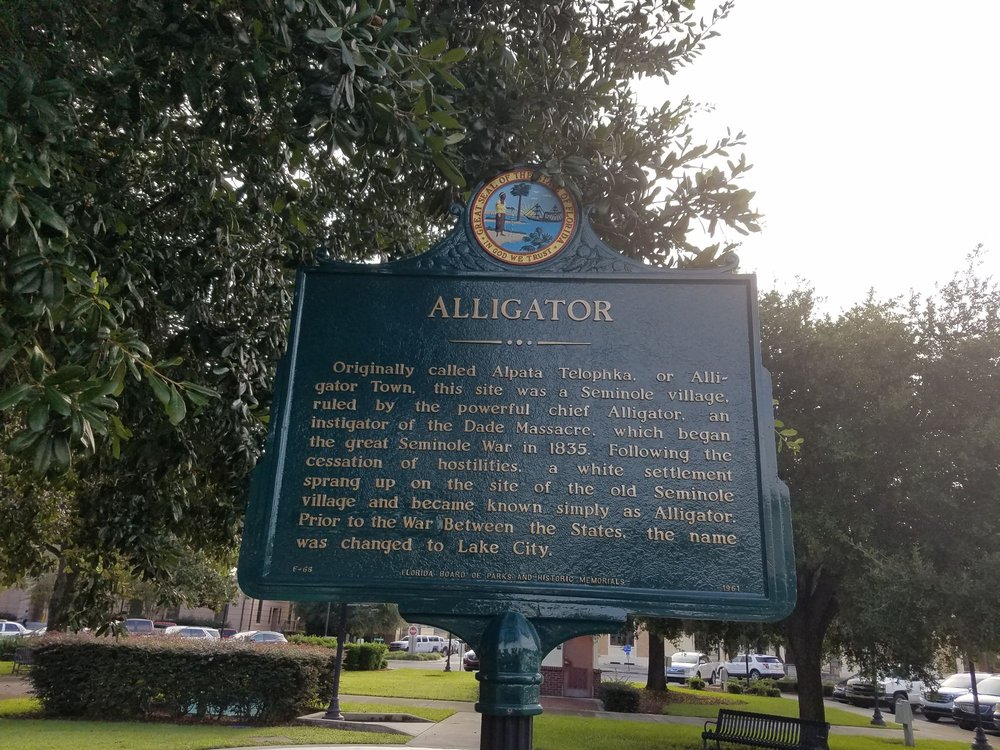 GREAT SEAL OF THE STATE OF FLORIDA
IN GOD WE TRUST
ALLIGATOR
Originally called Alpata Telophka, or Alli-
gator Town, this site was a Seminole village,
ruled by the powerful chief Alligator, an
instigator of the Dade Massacre, which began
the great Seminole War in 1835. Following the
cessation of hostilities, a white settlement
sprang up on the site of the old Seminole
village and became known simply as Alligator.
Prior to the War Between the States, the name
was changed to Lake City.
F-68 FLORIDA BOARD OF PARKS AND HISTORIC MEMORIALS 1961